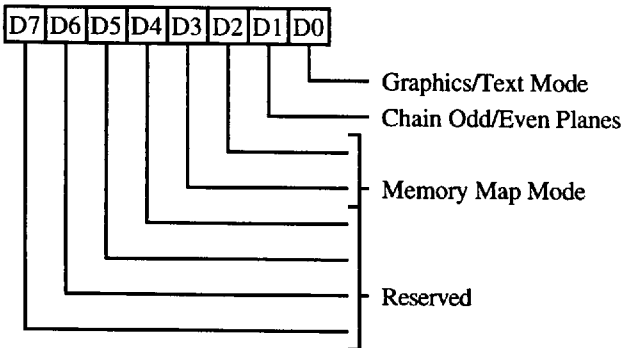 D7 D6 D5 D4 D3 D2 D1 D0
Graphics/Text Mode
Chain Odd/Even Planes
Memory Map Mode
Reserved